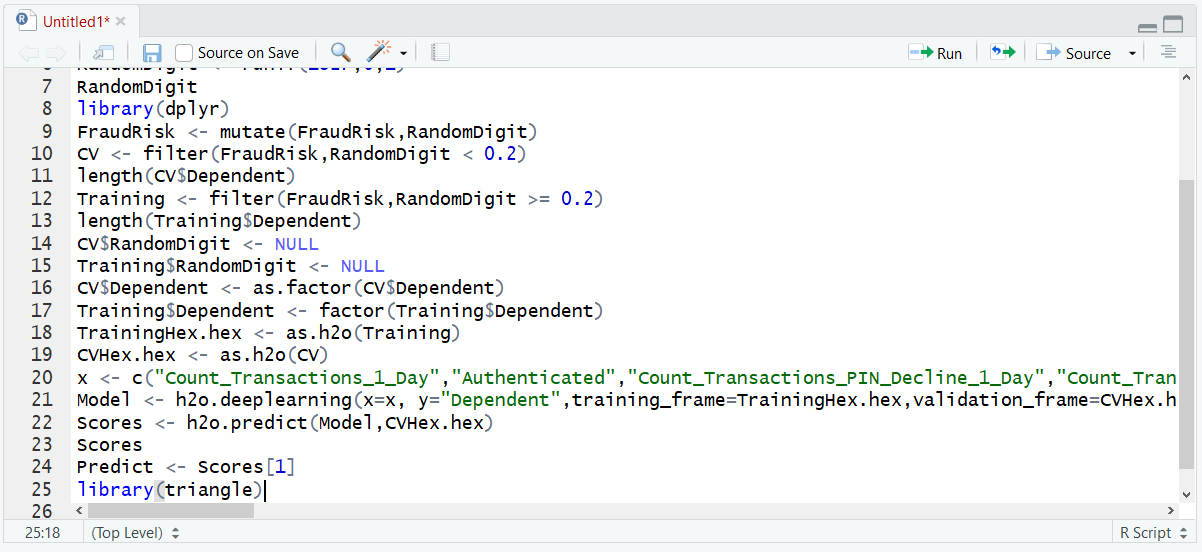 Untitled1*
Source on Save
Run
Source
7 RandomDigit
8 library(dplyr)
9 FraudRisk <- mutate(FraudRisk,RandomDigit)
10 CV <- filter(FraudRisk,RandomDigit < 0.2)
11 length(CV$Dependent)
12 Training <- filter(FraudRisk,RandomDigit >= 0.2)
13 length(Training$Dependent)
14 CV$RandomDigit <- NULL
15 Training$RandomDigit <- NULL
16 CV$Dependent <- as.factor(CV$Dependent)
17 Training$Dependent <- factor(Training$Dependent)
18 TrainingHex.hex <- as.h2o(Training)
19 CVHex.hex <- as.h2o(CV)
20 x <- c("Count_Transactions_1_Day","Authenticated","Count_Transactions_PIN_Decline_1_Day","Count_Tran
21 Model <- h2o.deeplearning(x=x, y="Dependent",training_frame=TrainingHex.hex,validation_frame=CVHex.h
22 Scores <- h2o.predict(Model,CVHex.hex)
23 Scores
24 Predict <- Scores[1]
25 library(triangle)
26
25:18 (Top Level) R Script